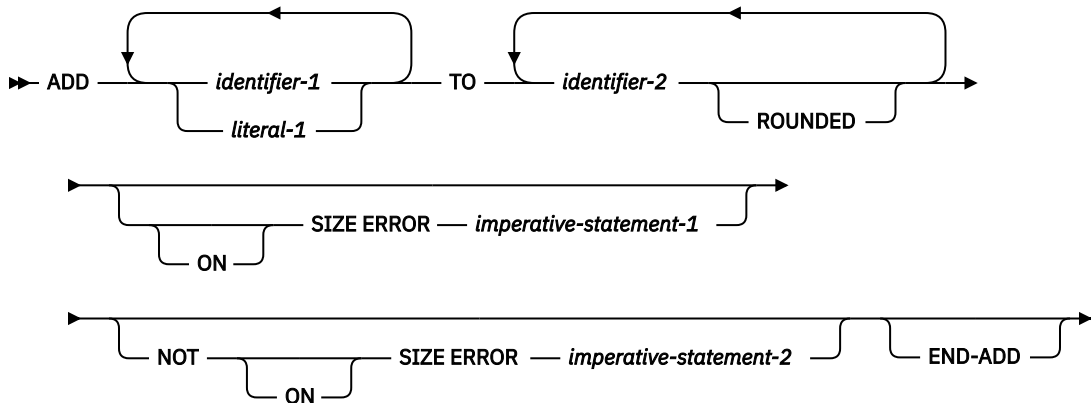 ADD identifier-1 TO identifier-2
literal-1 ROUNDED
SIZE ERROR imperative-statement-1
ON
NOT SIZE ERROR imperative-statement-2 END-ADD
ON